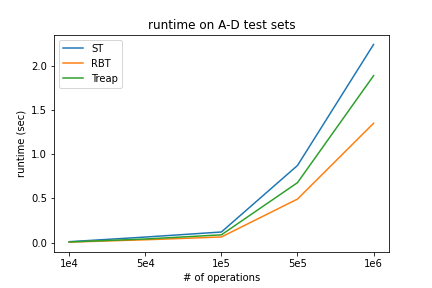 runtime on A-D test sets
ST
RBT
Treap
runtime (sec)
2.0
1.5
1.0
0.5
0.0
1e4
5e4
1e5
5e5
1e6
# of operations